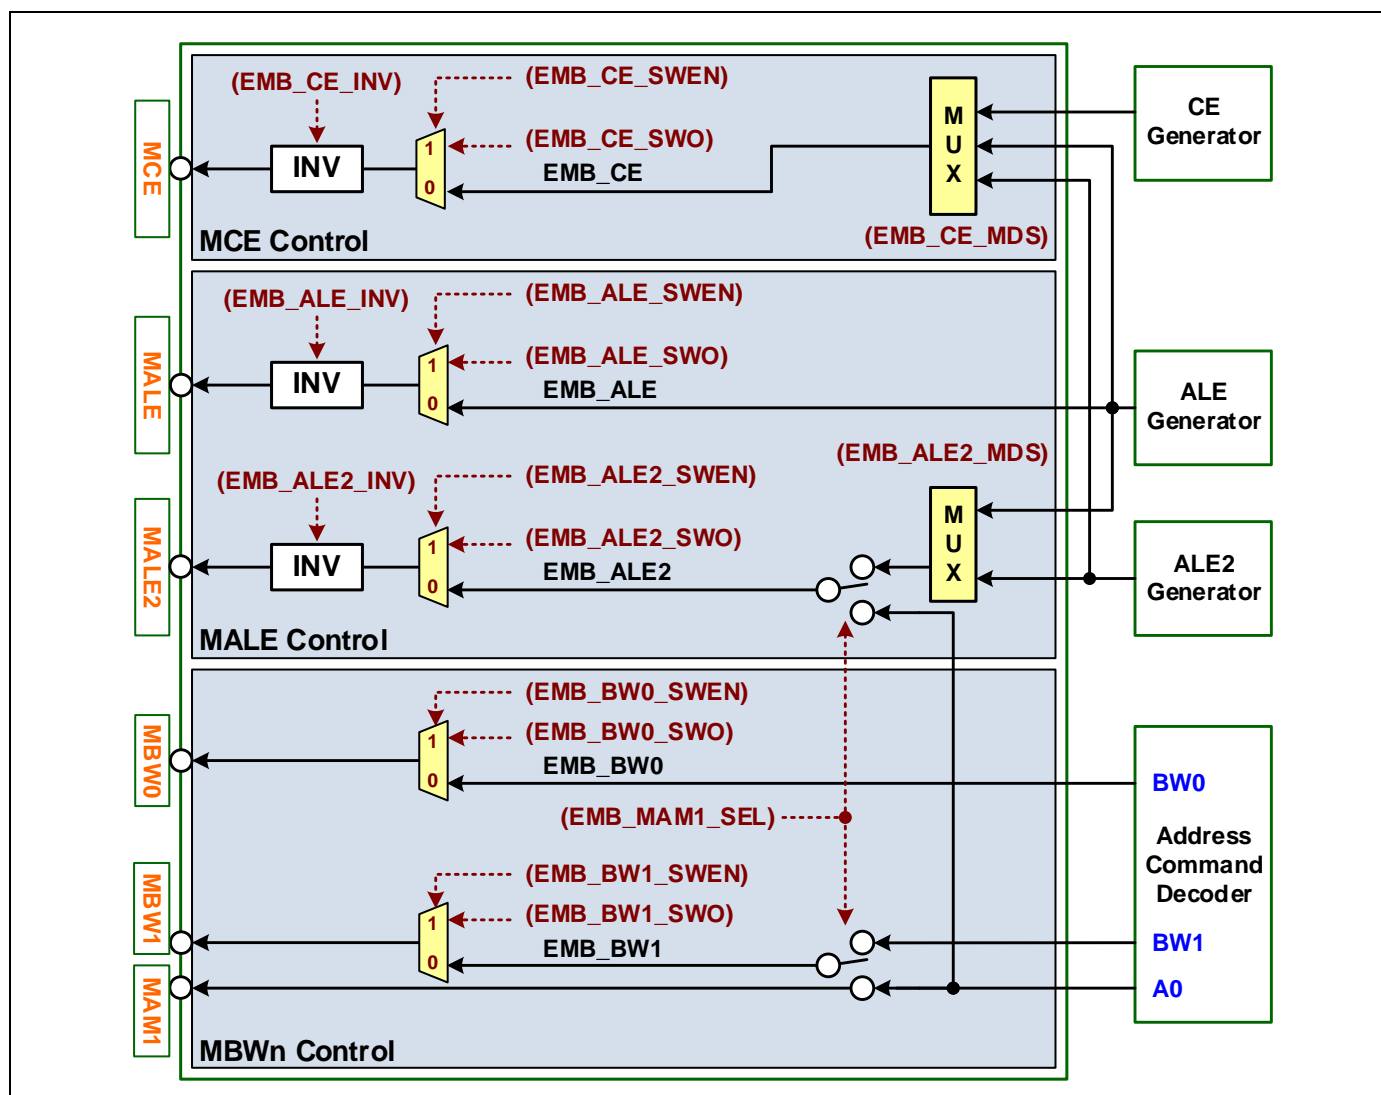 (EMB_CE_INV)
(EMB_CE_SWEN)
(EMB_CE_SWO)
EMB_CE
MCE
INV
1
0
M
U
X
(EMB_CE_MDS)
CE
Generator
MCE Control
(EMB_ALE_INV)
(EMB_ALE_SWEN)
(EMB_ALE_SWO)
EMB_ALE
MALE
INV
1
0
ALE
Generator
(EMB_ALE2_MDS)
(EMB_ALE2_INV)
(EMB_ALE2_SWEN)
(EMB_ALE2_SWO)
EMB_ALE2
MALE2
INV
1
0
M
U
X
ALE2
Generator
MALE Control
(EMB_BW0_SWEN)
(EMB_BW0_SWO)
EMB_BW0
MBW0
1
0
BW0
(EMB_MAM1_SEL)
Address
Command
Decoder
(EMB_BW1_SWEN)
(EMB_BW1_SWO)
EMB_BW1
MBW1
1
0
BW1
MAM1
A0
MBWn Control